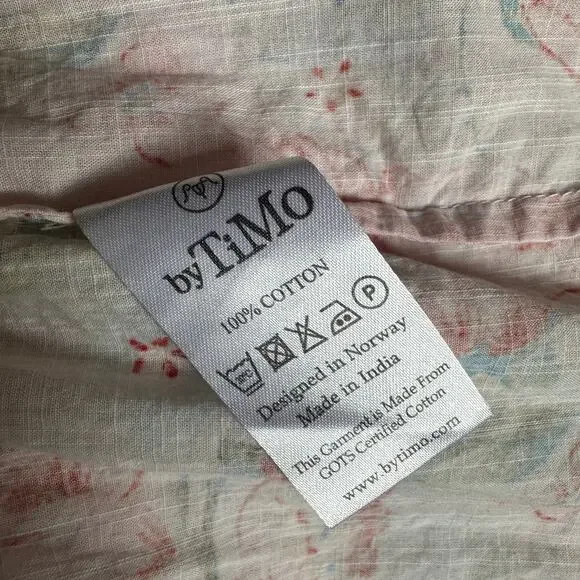 byTiMo
100% COTTON
30°C P
Designed in Norway
Made in India
This Garment is Made From
GOTS Certified Cotton
www.bytimo.com